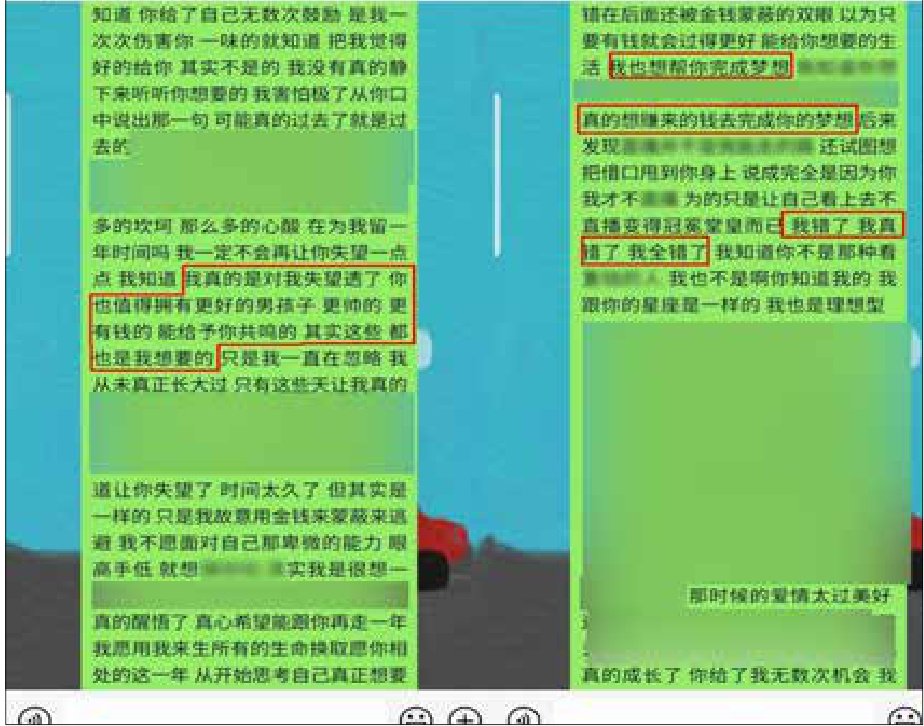 知道 你给了自己无数次鼓励 是我一
次次伤害你 一味的就知道 把我觉得
好的给你 其实不是的 我没有真的静
下来听听你想要的 我害怕极了从你口
中说出那一句 可能真的过去了就是过
去的
多的坎坷 那么多的心酸 在为我留一
年时间吗 我一定不会再让你失望一点
点 我知道 我真的是对我失望透了 你
也值得拥有更好的男孩子 更帅的 更
有钱的 能给予你共鸣的 其实这些 都
也是我想要的 只是我一直在忽略 我
从未真正长大过 只有这些天让我真的
道让你失望了 时间太久了 但其实是
一样的 只是我故意用金钱来蒙蔽来逃
避 我不愿面对自己那卑微的能力 眼
高手低 就想 实我是很想一
真的醒悟了 真心希望能跟你再走一年
我愿用我来生所有的生命换取愿你相
处的这一年 从开始思考自己真正想要
错在后面还被金钱蒙蔽的双眼 以为只
要有钱就会过得更好 能给你想要的生
活 我也想帮你完成梦想
真的想赚来的钱去完成你的梦想 后来
发现 还试图想
把借口甩到你身上 说成完全是因为你
我才不 为的只是让自己看上去不
直播变得冠冕堂皇而已 我错了 我真
错了 我全错了 我知道你不是那种看
我也不是啊你知道我的 我
跟你的星座是一样的 我也是理想型
那时候的爱情太过美好
真的成长了 你给了我无数次机会 我